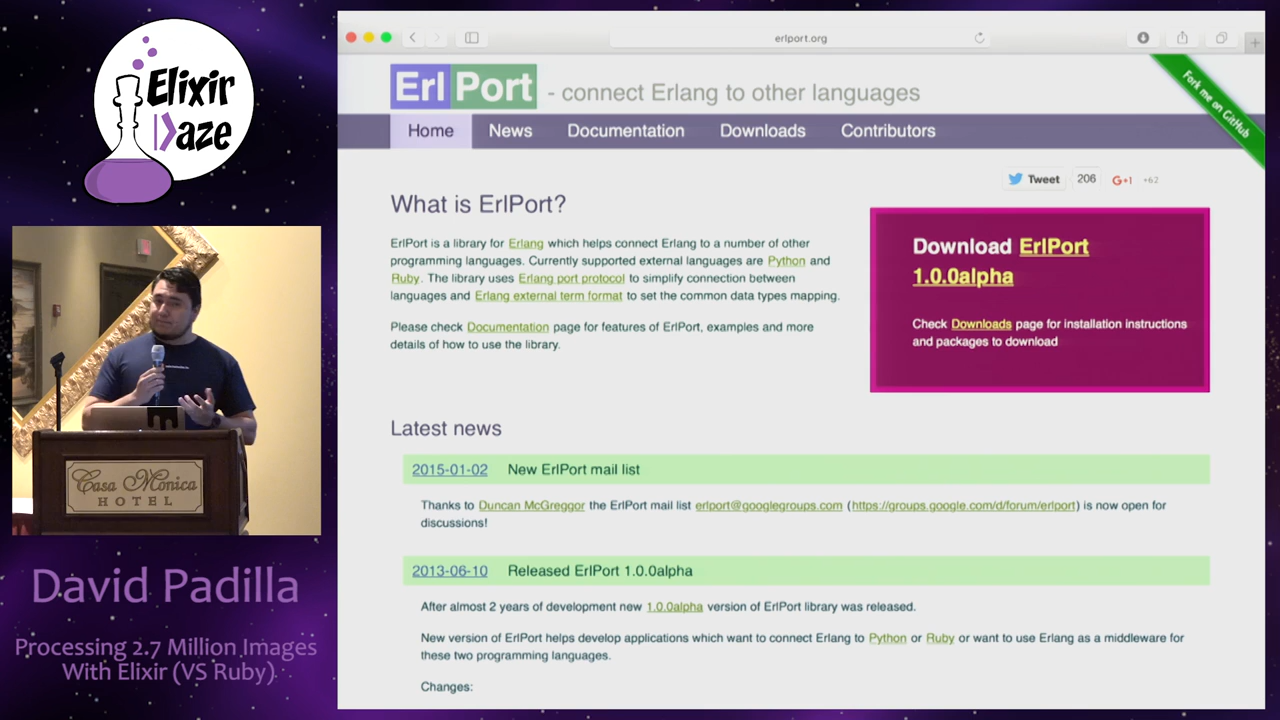 Elixir
Daze
Casa Monica
HOTEL
David Padilla
Processing 2.7 Million Images
With Elixir (VS Ruby)
erlport.org
ErlPort - connect Erlang to other languages
Fork me on GitHub
Home News Documentation Downloads Contributors
Tweet 206 G+1 +62
What is ErlPort?
ErlPort is a library for Erlang which helps connect Erlang to a number of other
programming languages. Currently supported external languages are Python and
Ruby. The library uses Erlang port protocol to simplify connection between
languages and Erlang external term format to set the common data types mapping.
Please check Documentation page for features of ErlPort, examples and more
details of how to use the library.
Download ErlPort
1.0.0alpha
Check Downloads page for installation instructions
and packages to download
Latest news
2015-01-02 New ErlPort mail list
Thanks to Duncan McGreggor the ErlPort mail list erlport@googlegroups.com (https://groups.google.com/d/forum/erlport) is now open for
discussions!
2013-06-10 Released ErlPort 1.0.0alpha
After almost 2 years of development new 1.0.0alpha version of ErlPort library was released.
New version of ErlPort helps develop applications which want to connect Erlang to Python or Ruby or want to use Erlang as a middleware for
these two programming languages.
Changes: